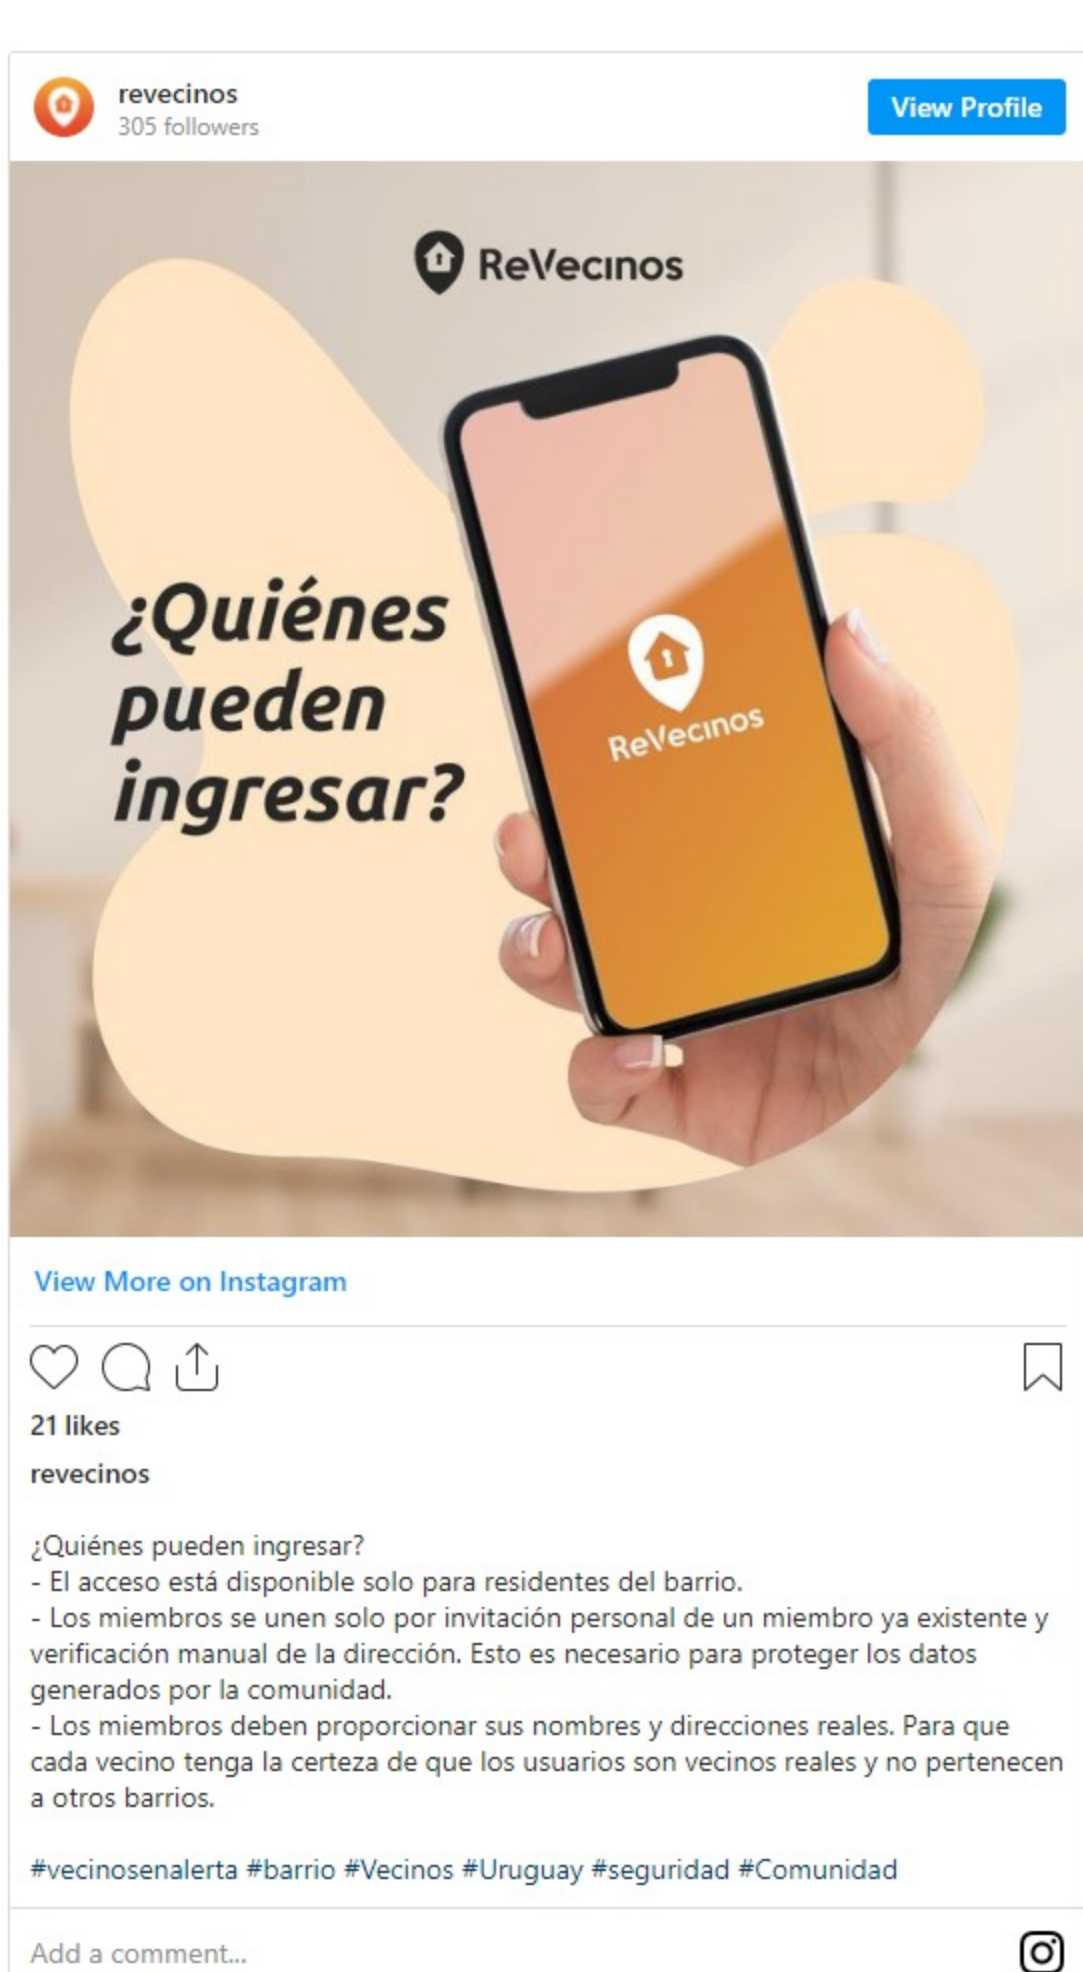 revecinos
305 followers
View Profile
ReVecinos
¿Quiénes
pueden
ingresar?
ReVecinos
View More on Instagram
21 likes
revecinos
¿Quiénes pueden ingresar?
- El acceso está disponible solo para residentes del barrio.
- Los miembros se unen solo por invitación personal de un miembro ya existente y
verificación manual de la dirección. Esto es necesario para proteger los datos
generados por la comunidad.
- Los miembros deben proporcionar sus nombres y direcciones reales. Para que
cada vecino tenga la certeza de que los usuarios son vecinos reales y no pertenecen
a otros barrios.
#vecinosenalerta #barrio #Vecinos #Uruguay #seguridad #Comunidad
Add a comment...